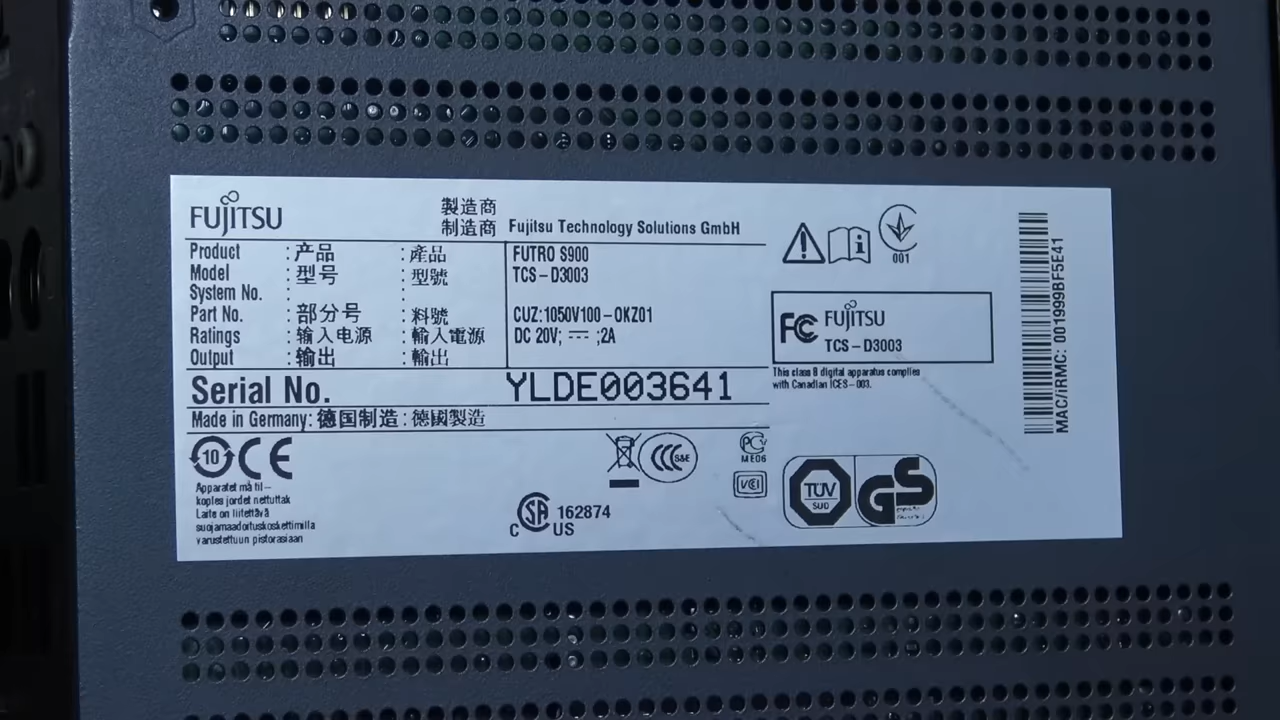 FUJITSU
製造商
制造商 Fujitsu Technology Solutions GmbH
Product : 产品 : 產品 FUTRO S900
Model : 型号 : 型號 TCS-D3003
System No. : :
Part No. : 部分号 : 料號 CUZ:1050V100-0KZ01
Ratings : 输入电源 : 輸入電源 DC 20V; ⎓ ;2A
Output : 输出 : 輸出
Serial No. YLDE003641
Made in Germany: 德国制造 : 德國製造
10 CE
Apparatet må til-
koples jordet nettuttak
Laite on liitettävä
suojamaadoituskoskettimilla
varustettuun pistorasiaan
CCC S&E
C SA US 162874
PC
ME06
VCI
001
FC FUJITSU
TCS-D3003
This class B digital apparatus complies
with Canadian ICES-003.
TÜV
SÜD
GS
MAC/iRMC: 001999BF5E41